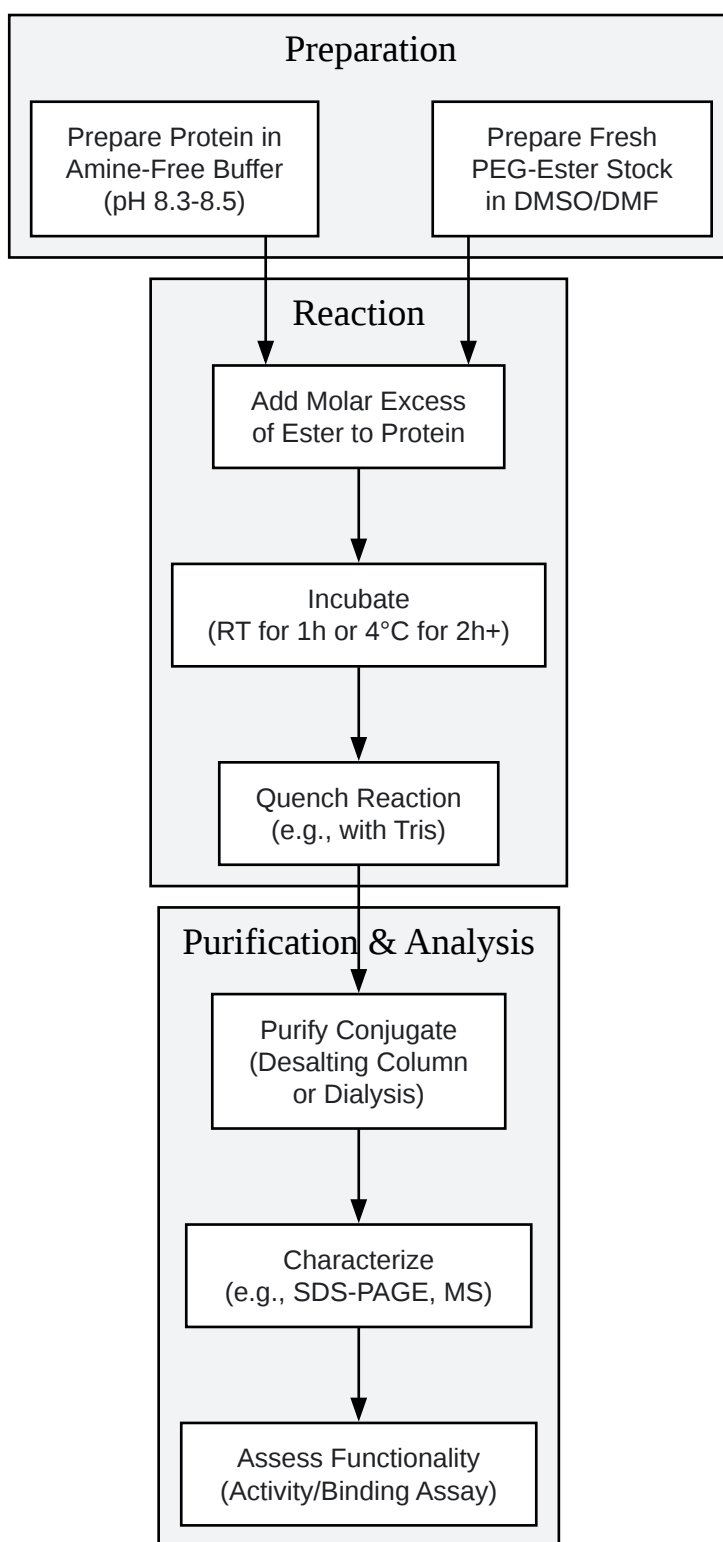 Preparation
Prepare Protein in
Amine-Free Buffer
(pH 8.3-8.5)
Prepare Fresh
PEG-Ester Stock
in DMSO/DMF
Reaction
Add Molar Excess
of Ester to Protein
Incubate
(RT for 1h or 4°C for 2h+)
Quench Reaction
(e.g., with Tris)
Purification & Analysis
Purify Conjugate
(Desalting Column
or Dialysis)
Characterize
(e.g., SDS-PAGE, MS)
Assess Functionality
(Activity/Binding Assay)